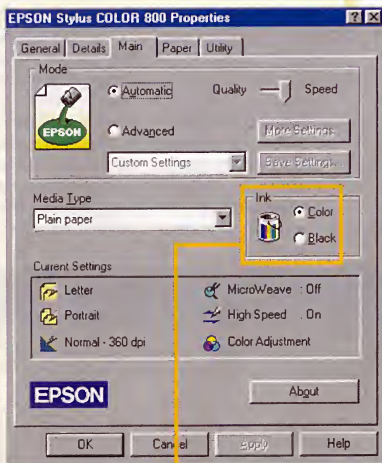 EPSON Stylus COLOR 800 Properties
General Details Main Paper Utility
Mode
Automatic Quality Speed
EPSON
Advanced More Settings...
Custom Settings Save Settings...
Media Type
Plain paper
Ink
Color
Black
Current Settings
Letter MicroWeave : Off
Portrait High Speed : On
Normal - 360 dpi Color Adjustment
EPSON
About
OK Cancel Apply Help